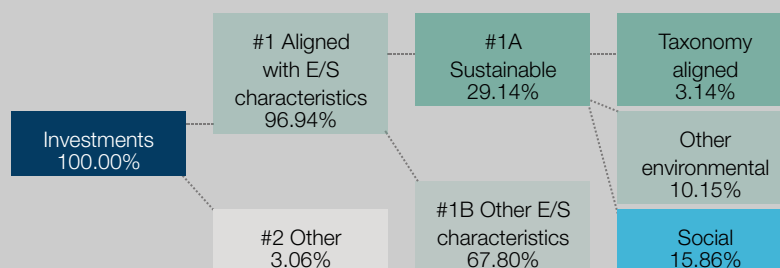 Investments
100.00%
#1 Aligned
with E/S
characteristics
96.94%
#2 Other
3.06%
#1A
Sustainable
29.14%
#1B Other E/S
characteristics
67.80%
Taxonomy
aligned
3.14%
Other
environmental
10.15%
Social
15.86%